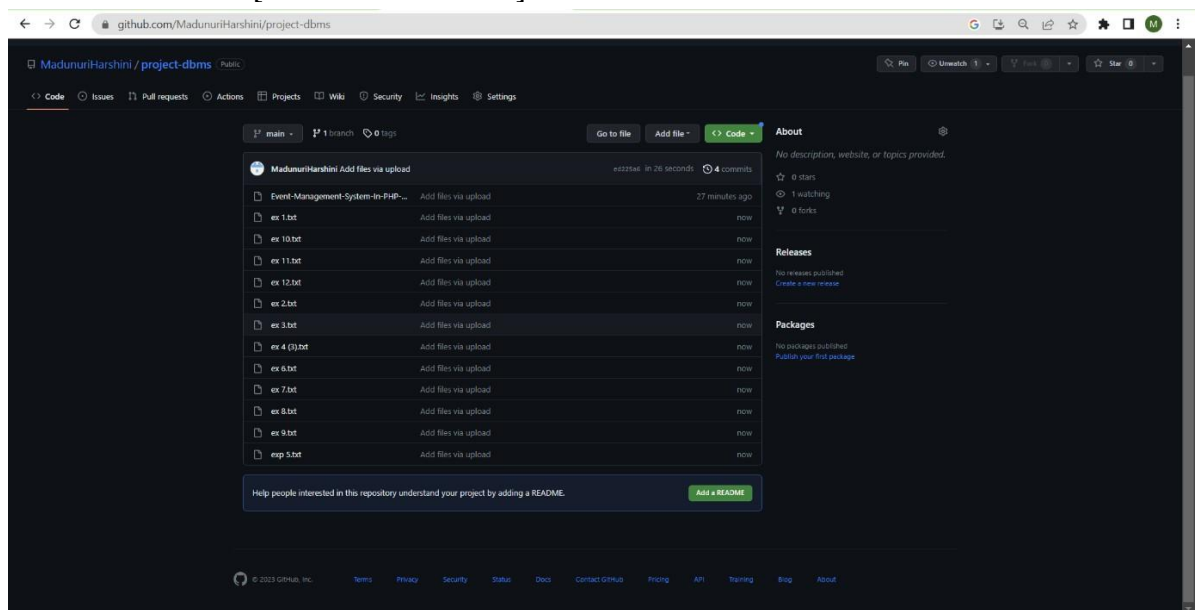 github.com/MadunuriHarshini/project-dbms
G
M
MadunuriHarshini / project-dbms Public
Pin
Unwatch 1
Fork 0
Star 0
<> Code Issues Pull requests Actions Projects Wiki Security Insights Settings
main 1 branch 0 tags
Go to file Add file <> Code
About
No description, website, or topics provided.
0 stars
1 watching
0 forks
Releases
No releases published
Create a new release
Packages
No packages published
Publish your first package
MadunuriHarshini Add files via upload in 26 seconds 4 commits
Event-Management-System-In-PHP-... Add files via upload 27 minutes ago
ex 1.txt Add files via upload now
ex 10.txt Add files via upload now
ex 11.txt Add files via upload now
ex 12.txt Add files via upload now
ex 2.txt Add files via upload now
ex 3.txt Add files via upload now
ex 4 (3).txt Add files via upload now
ex 6.txt Add files via upload now
ex 7.txt Add files via upload now
ex 8.txt Add files via upload now
ex 9.txt Add files via upload now
exp 5.txt Add files via upload now
Help people interested in this repository understand your project by adding a README. Add a README
© 2023 GitHub, Inc. Terms Privacy Security Status Docs Contact GitHub Pricing API Training Blog About